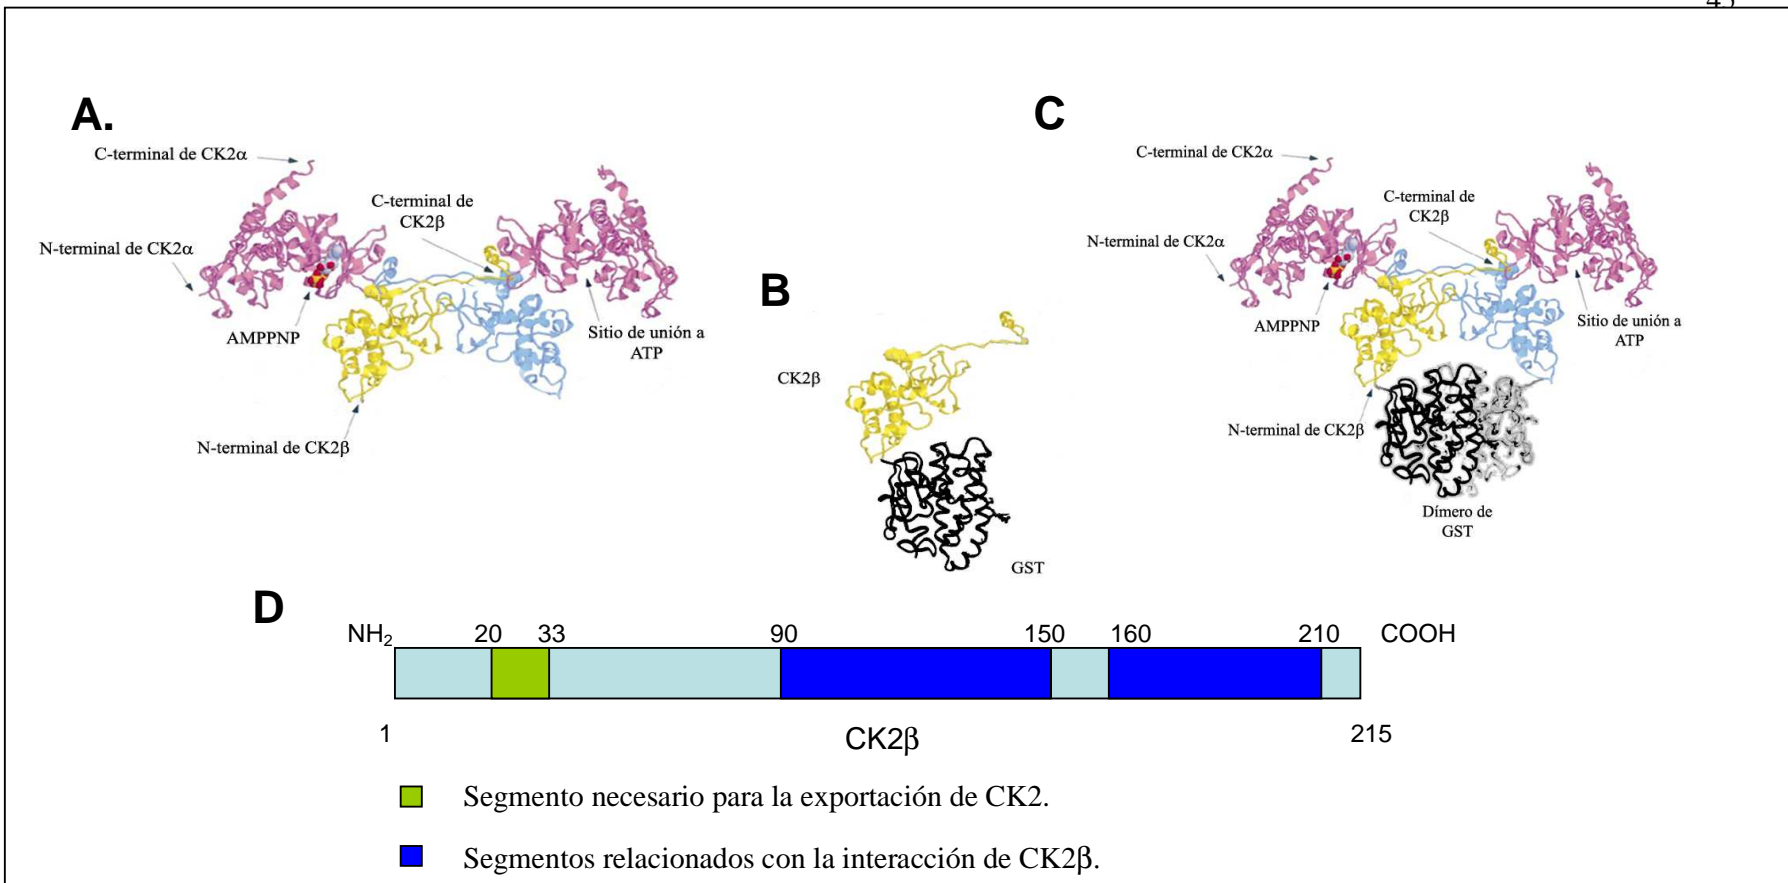 45
A.
C-terminal de CK2α
C-terminal de
CK2β
N-terminal de CK2α
AMPPNP
Sitio de unión a
ATP
N-terminal de CK2β
B
CK2β
GST
C
C-terminal de CK2α
C-terminal de
CK2β
N-terminal de CK2α
AMPPNP
Sitio de unión a
ATP
N-terminal de CK2β
Dímero de
GST
D
NH2 20 33 90 150 160 210 COOH
1 CK2β 215
Segmento necesario para la exportación de CK2.
Segmentos relacionados con la interacción de CK2β.